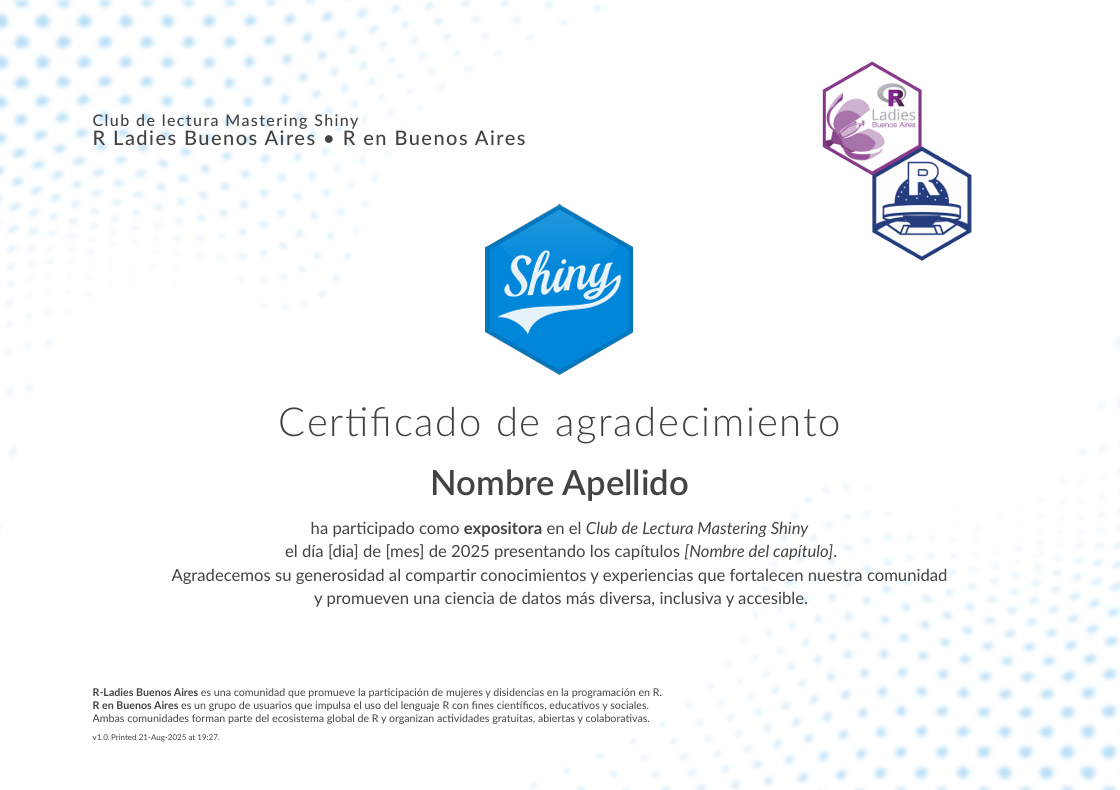 Club de lectura Mastering Shiny
R Ladies Buenos Aires • R en Buenos Aires
R
Ladies
Buenos Aires
R
Shiny
Certificado de agradecimiento
Nombre Apellido
ha participado como expositora en el Club de Lectura Mastering Shiny
el día [dia] de [mes] de 2025 presentando los capítulos [Nombre del capítulo].
Agradecemos su generosidad al compartir conocimientos y experiencias que fortalecen nuestra comunidad
y promueven una ciencia de datos más diversa, inclusiva y accesible.
R-Ladies Buenos Aires es una comunidad que promueve la participación de mujeres y disidencias en la programación en R.
R en Buenos Aires es un grupo de usuarios que impulsa el uso del lenguaje R con fines científicos, educativos y sociales.
Ambas comunidades forman parte del ecosistema global de R y organizan actividades gratuitas, abiertas y colaborativas.
v1.0. Printed 21-Aug-2025 at 19:27.